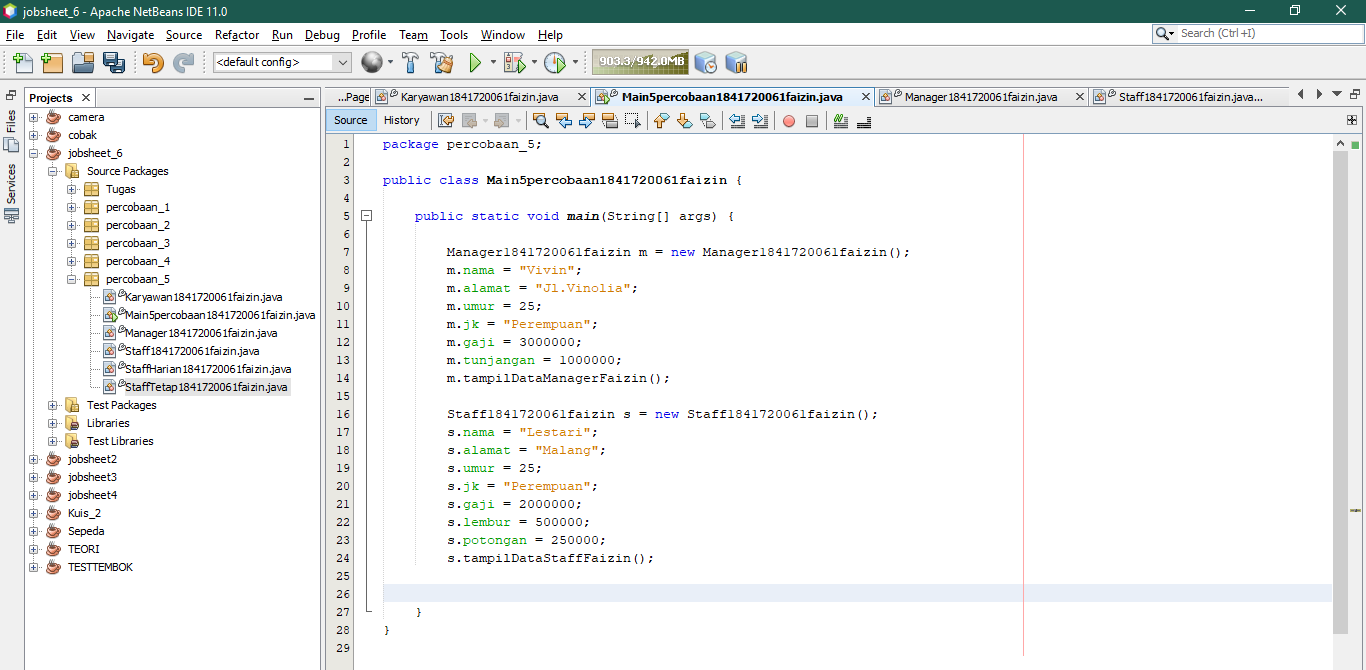 jobsheet_6 - Apache NetBeans IDE 11.0
File Edit View Navigate Source Refactor Run Debug Profile Team Tools Window Help
Search (Ctrl+I)
<default config>
903.3/942.0MB
Files
Services
Projects
camera
cobak
jobsheet_6
Source Packages
Tugas
percobaan_1
percobaan_2
percobaan_3
percobaan_4
percobaan_5
Karyawan1841720061faizin.java
Main5percobaan1841720061faizin.java
Manager1841720061faizin.java
Staff1841720061faizin.java
StaffHarian1841720061faizin.java
StaffTetap1841720061faizin.java
Test Packages
Libraries
Test Libraries
jobsheet2
jobsheet3
jobsheet4
Kuis_2
Sepeda
TEORI
TESTTEMBOK
...Page Karyawan1841720061faizin.java Main5percobaan1841720061faizin.java Manager1841720061faizin.java Staff1841720061faizin.java...
Source History
1 package percobaan_5;
2
3 public class Main5percobaan1841720061faizin {
4
5 public static void main(String[] args) {
6
7 Manager1841720061faizin m = new Manager1841720061faizin();
8 m.nama = "Vivin";
9 m.alamat = "Jl.Vinolia";
10 m.umur = 25;
11 m.jk = "Perempuan";
12 m.gaji = 3000000;
13 m.tunjangan = 1000000;
14 m.tampilDataManagerFaizin();
15
16 Staff1841720061faizin s = new Staff1841720061faizin();
17 s.nama = "Lestari";
18 s.alamat = "Malang";
19 s.umur = 25;
20 s.jk = "Perempuan";
21 s.gaji = 2000000;
22 s.lembur = 500000;
23 s.potongan = 250000;
24 s.tampilDataStaffFaizin();
25
26
27 }
28 }
29